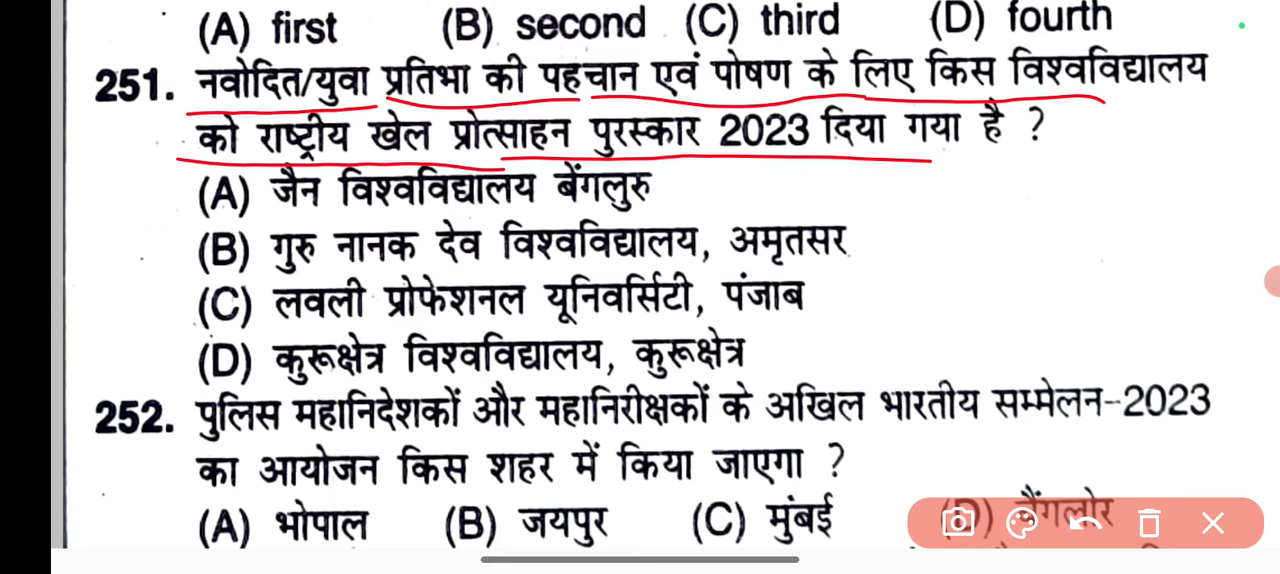 (A) first (B) second (C) third (D) fourth
251. नवोदित/युवा प्रतिभा की पहचान एवं पोषण के लिए किस विश्वविद्यालय
को राष्ट्रीय खेल प्रोत्साहन पुरस्कार 2023 दिया गया है ?
(A) जैन विश्वविद्यालय बेंगलुरु
(B) गुरु नानक देव विश्वविद्यालय, अमृतसर
(C) लवली प्रोफेशनल यूनिवर्सिटी, पंजाब
(D) कुरूक्षेत्र विश्वविद्यालय, कुरूक्षेत्र
252. पुलिस महानिदेशकों और महानिरीक्षकों के अखिल भारतीय सम्मेलन-2023
का आयोजन किस शहर में किया जाएगा ?
(A) भोपाल (B) जयपुर (C) मुंबई (D) बैंगलोर